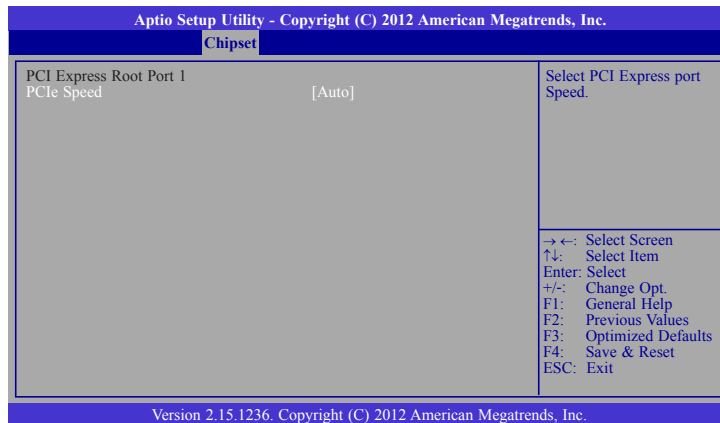 Aptio Setup Utility - Copyright (C) 2012 American Megatrends, Inc.
Chipset
PCI Express Root Port 1
PCIe Speed [Auto]
Select PCI Express port
Speed.
→ ←: Select Screen
↑↓: Select Item
Enter: Select
+/-: Change Opt.
F1: General Help
F2: Previous Values
F3: Optimized Defaults
F4: Save & Reset
ESC: Exit
Version 2.15.1236. Copyright (C) 2012 American Megatrends, Inc.